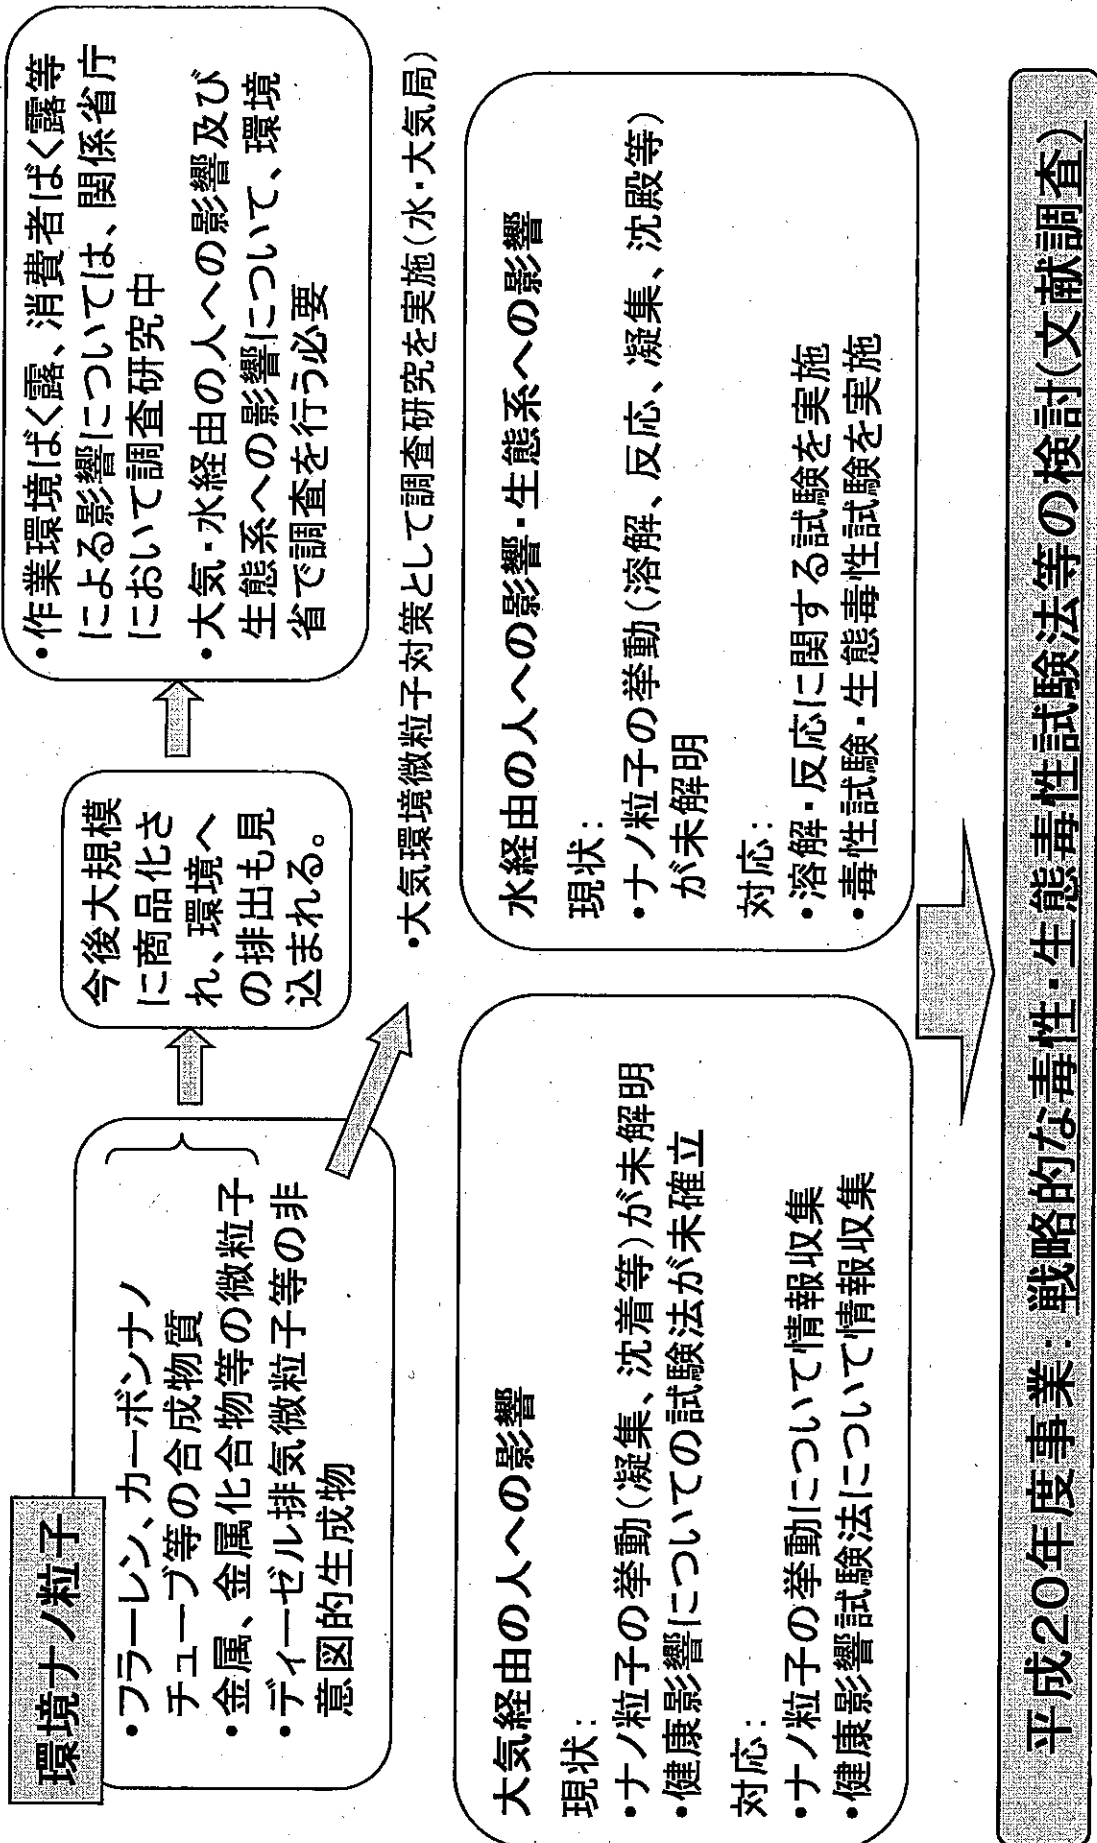 環境ナノ粒子
・フラーレン、カーボンナノ
チューブ等の合成物質
・金属、金属化合物等の微粒子
・ディーゼル排気微粒子等の非
意図的生成物
今後大規模
に商品化さ
れ、環境へ
の排出も見
込まれる。
・作業環境ばく露、消費者ばく露等
による影響については、関係省庁
において調査研究中
・大気・水経由の人への影響及び
生態系への影響について、環境
省で調査を行う必要
・大気環境微粒子対策として調査研究を実施(水・大気局)
大気経由の人への影響
現状:
・ナノ粒子の挙動(凝集、沈着等)が未解明
・健康影響についての試験法が未確立
対応:
・ナノ粒子の挙動について情報収集
・健康影響試験法について情報収集
水経由の人への影響・生態系への影響
現状:
・ナノ粒子の挙動(溶解、反応、凝集、沈殿等)
が未解明
対応:
・溶解・反応に関する試験を実施
・毒性試験・生態毒性試験を実施
平成20年度事業:戦略的な毒性・生態毒性試験法等の検討(文献調査)